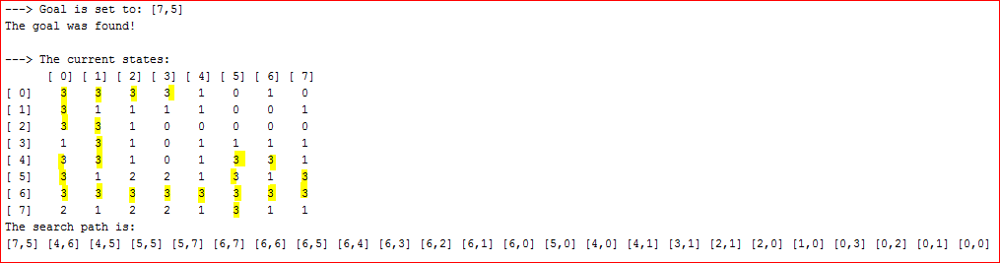 ---> Goal is set to: [7,5]
The goal was found!
---> The current states:
[ 0] [ 1] [ 2] [ 3] [ 4] [ 5] [ 6] [ 7]
[ 0] 3 3 3 3 1 0 1 0
[ 1] 3 1 1 1 1 0 0 1
[ 2] 3 3 1 0 0 0 0 0
[ 3] 1 3 1 0 1 1 1 1
[ 4] 3 3 1 0 1 3 3 1
[ 5] 3 1 2 2 1 3 1 3
[ 6] 3 3 3 3 3 3 3 3
[ 7] 2 1 2 2 1 3 1 1
The search path is:
[7,5] [4,6] [4,5] [5,5] [5,7] [6,7] [6,6] [6,5] [6,4] [6,3] [6,2] [6,1] [6,0] [5,0] [4,0] [4,1] [3,1] [2,1] [2,0] [1,0] [0,3] [0,2] [0,1] [0,0]